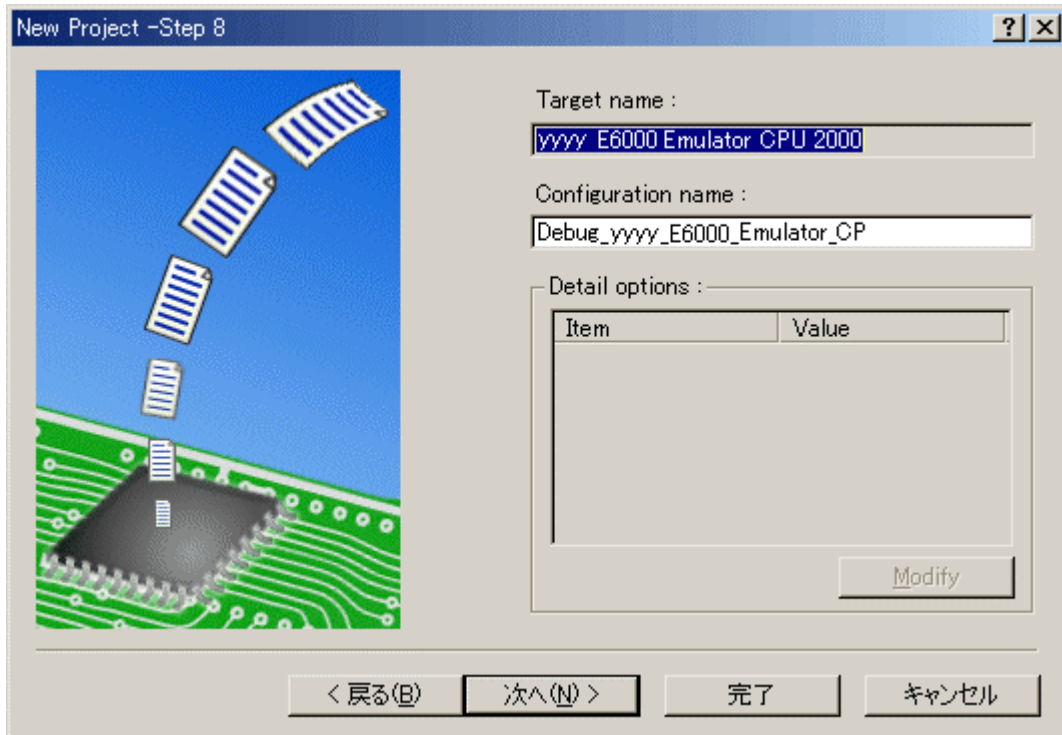 New Project -Step 8
Target name :
yyyy E6000 Emulator CPU 2000
Configuration name :
Debug_yyyy_E6000_Emulator_CP
Detail options :
Item Value
Modify
< 戻る(B) 次へ(N) > 完了 キャンセル